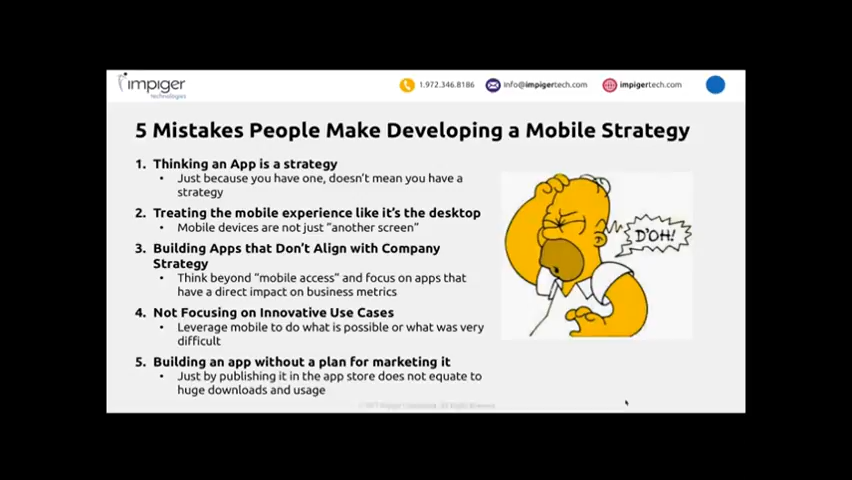 impiger
technologies
1.972.346.8186
info@impigertech.com
impigertech.com
5 Mistakes People Make Developing a Mobile Strategy
1. Thinking an App is a strategy
• Just because you have one, doesn't mean you have a
strategy
2. Treating the mobile experience like it's the desktop
• Mobile devices are not just "another screen"
3. Building Apps that Don't Align with Company
Strategy
• Think beyond "mobile access" and focus on apps that
have a direct impact on business metrics
4. Not Focusing on Innovative Use Cases
• Leverage mobile to do what is possible or what was very
difficult
5. Building an app without a plan for marketing it
• Just by publishing it in the app store does not equate to
huge downloads and usage
D'OH!